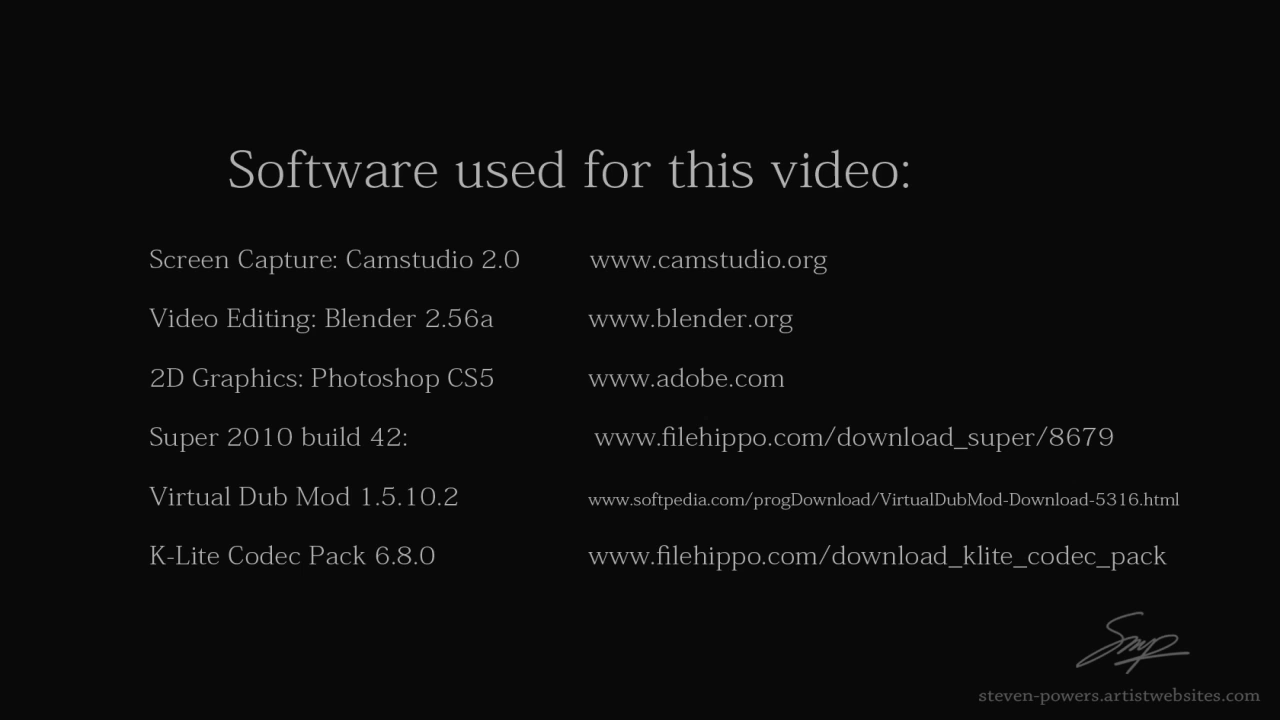 Software used for this video:
Screen Capture: Camstudio 2.0 www.camstudio.org
Video Editing: Blender 2.56a www.blender.org
2D Graphics: Photoshop CS5 www.adobe.com
Super 2010 build 42: www.filehippo.com/download_super/8679
Virtual Dub Mod 1.5.10.2 www.softpedia.com/progDownload/VirtualDubMod-Download-5316.html
K-Lite Codec Pack 6.8.0 www.filehippo.com/download_klite_codec_pack
Smp
steven-powers.artistwebsites.com